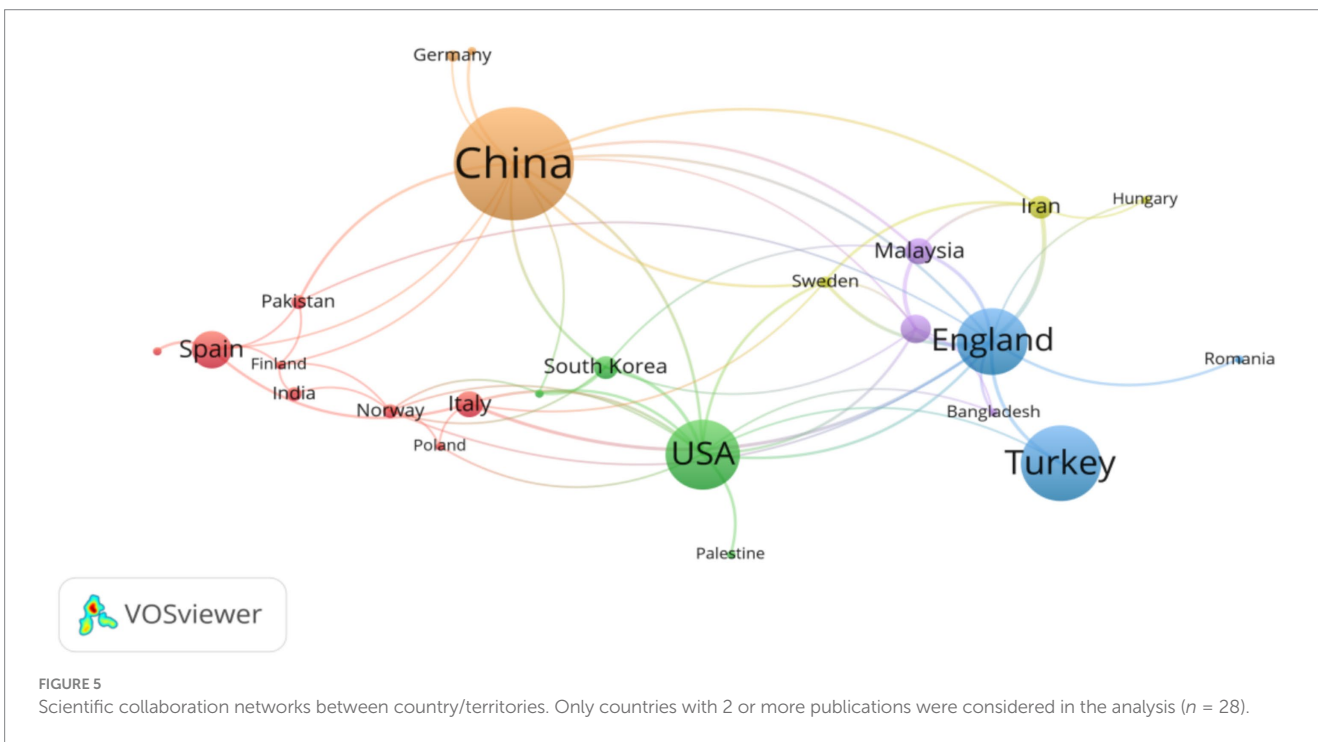 Germany
China
Iran
Hungary
Malaysia
Sweden
Pakistan
England
Spain
Romania
Finland
South Korea
India
Norway
Italy
Bangladesh
Poland
USA
Turkey
Palestine
VOSviewer
FIGURE 5
Scientific collaboration networks between country/territories. Only countries with 2 or more publications were considered in the analysis (n = 28).